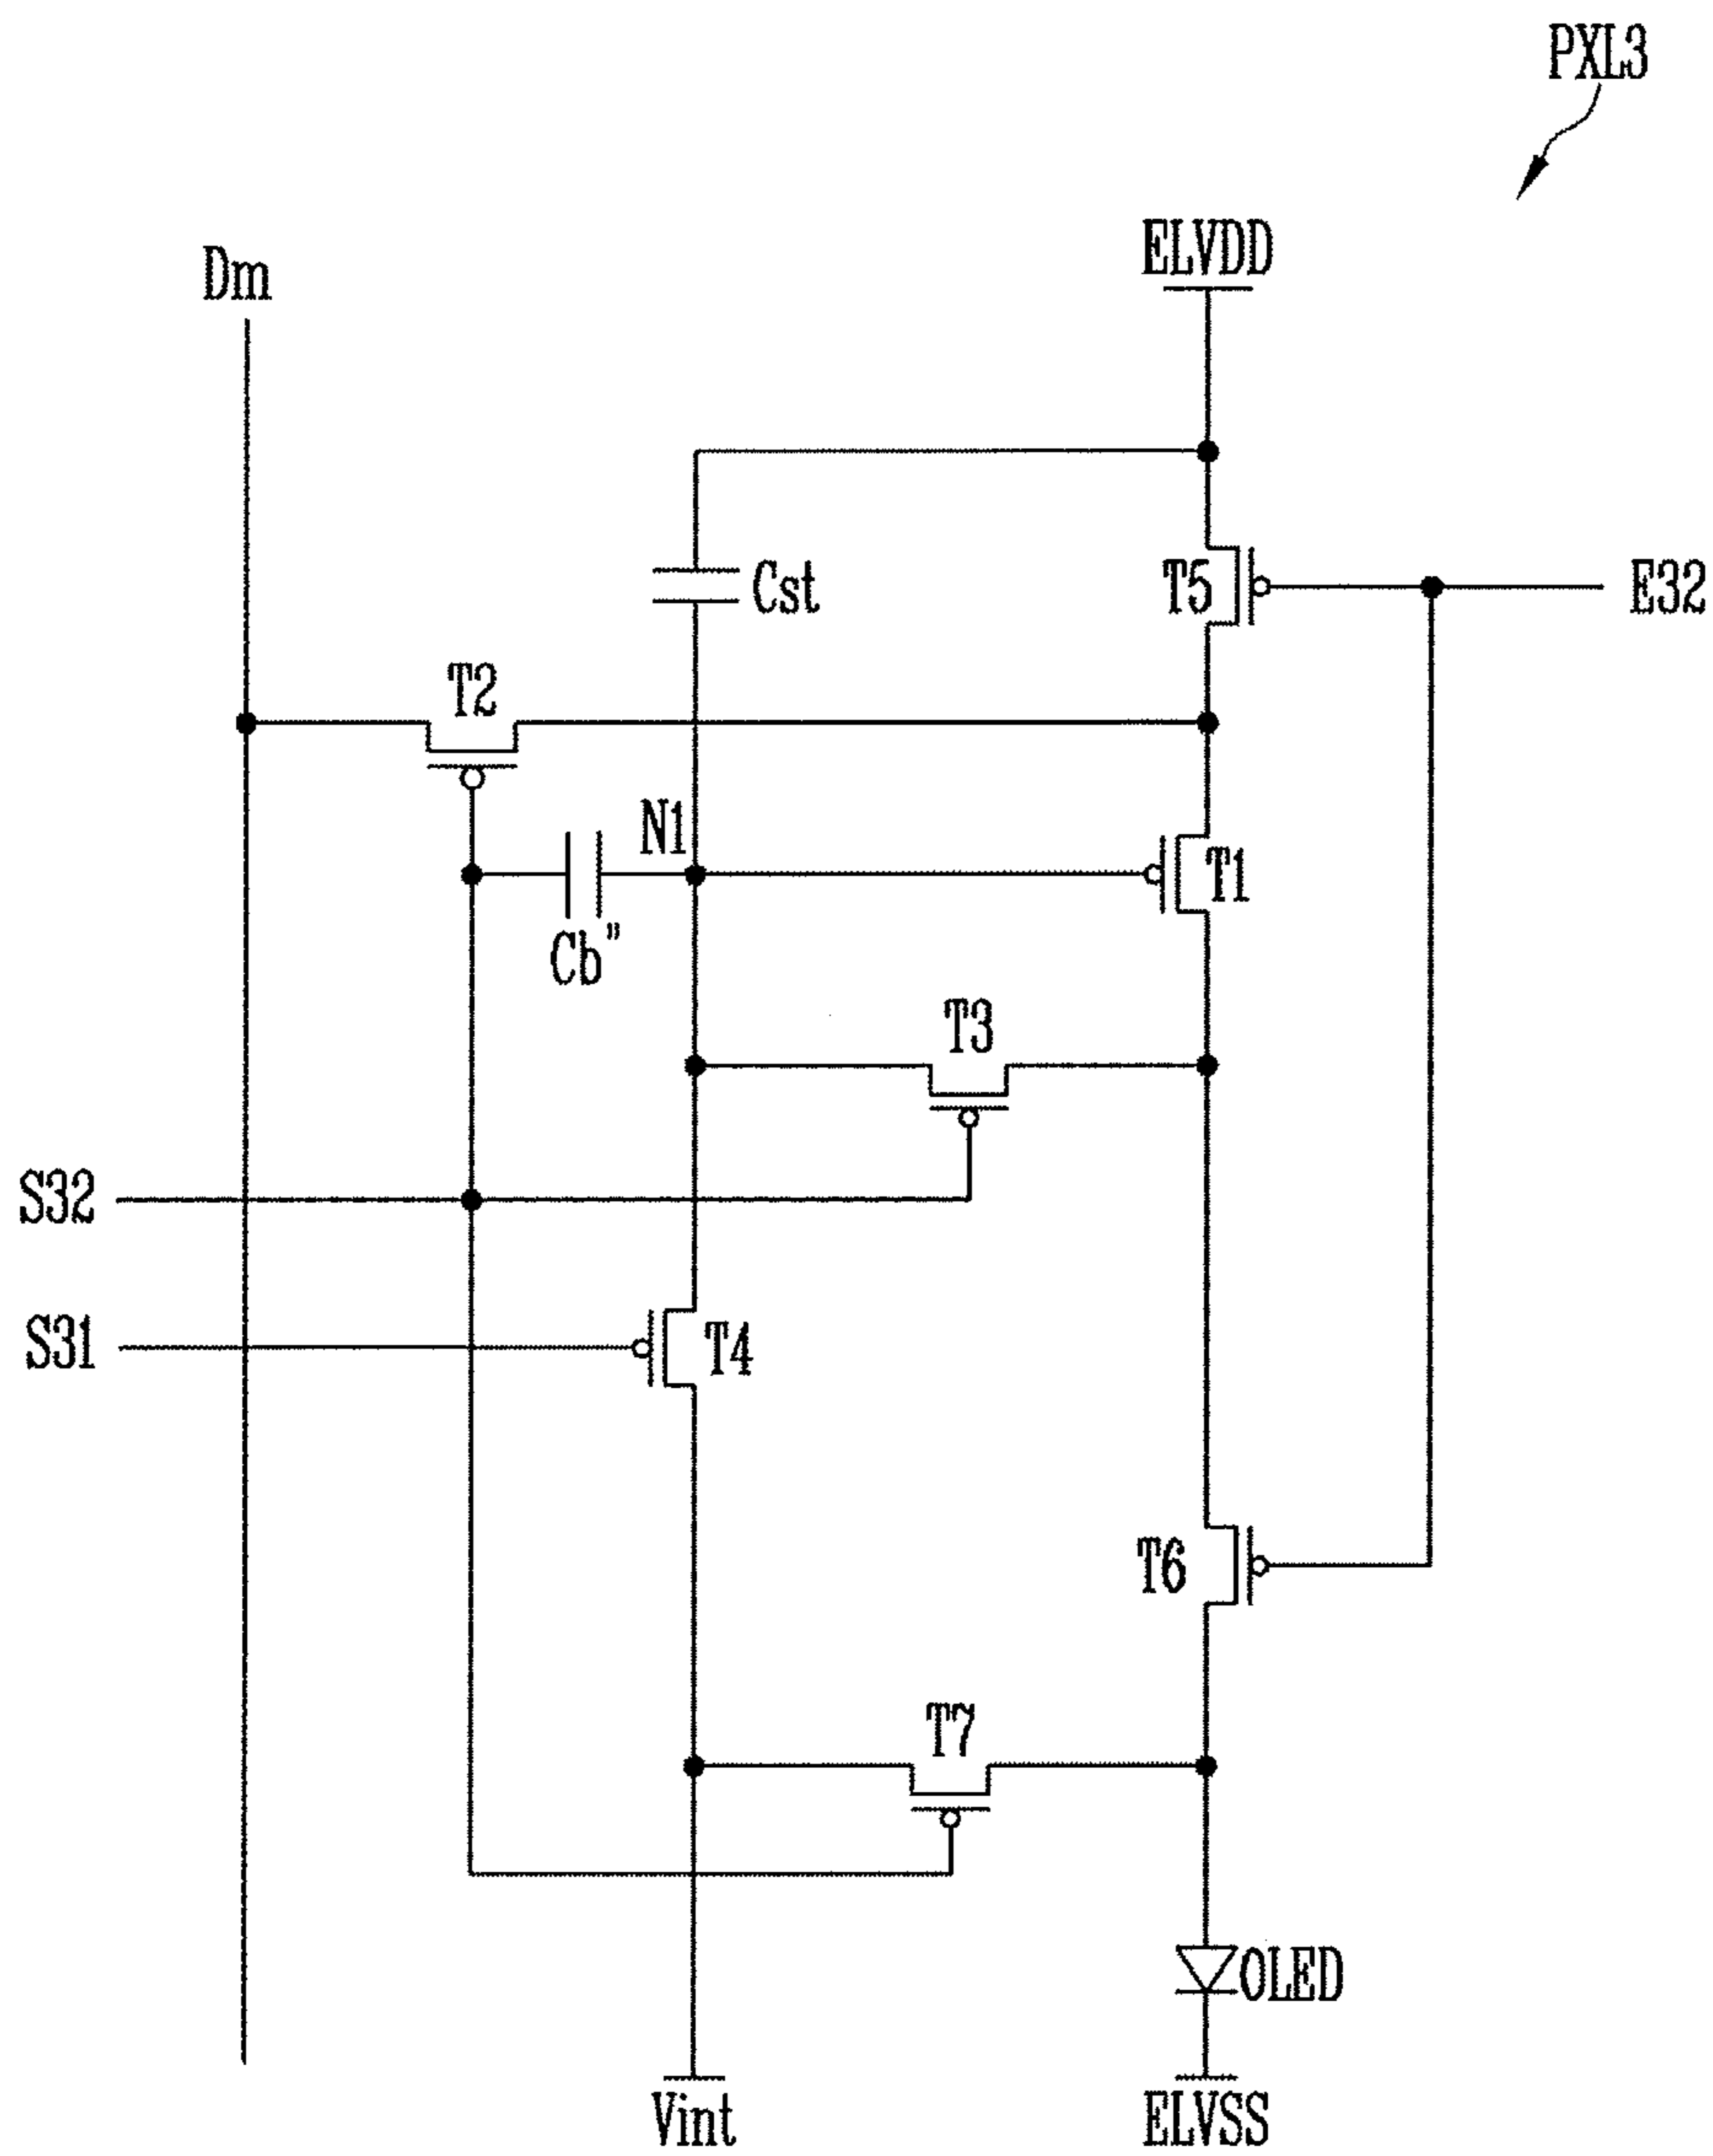 PXL3
ELVDD
Dm
Cst
T5
E32
T2
N1
T1
Cb"
T3
S32
S31
T4
T6
T7
OLED
Vint
ELVSS